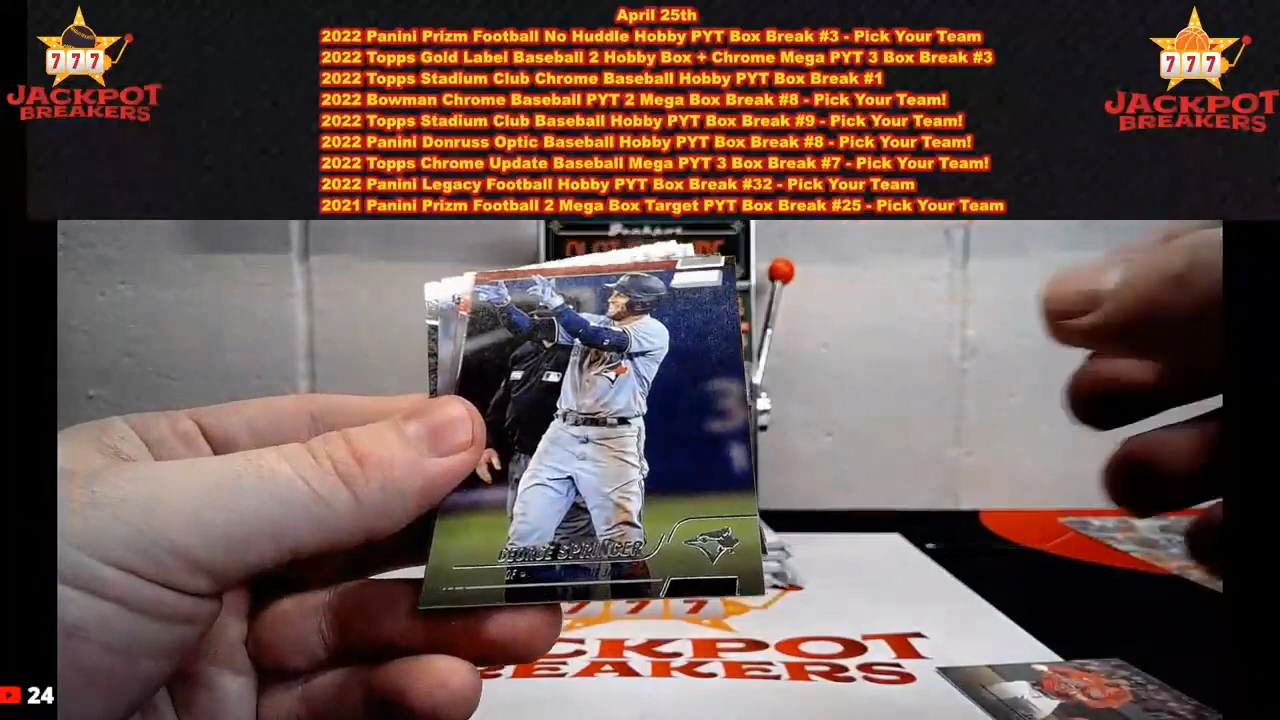 April 25th
2022 Panini Prizm Football No Huddle Hobby PYT Box Break #3 - Pick Your Team
2022 Topps Gold Label Baseball 2 Hobby Box + Chrome Mega PYT 3 Box Break #3
2022 Topps Stadium Club Chrome Baseball Hobby PYT Box Break #1
2022 Bowman Chrome Baseball PYT 2 Mega Box Break #8 - Pick Your Team!
2022 Topps Stadium Club Baseball Hobby PYT Box Break #9 - Pick Your Team!
2022 Panini Donruss Optic Baseball Hobby PYT Box Break #8 - Pick Your Team!
2022 Topps Chrome Update Baseball Mega PYT 3 Box Break #7 - Pick Your Team!
2022 Panini Legacy Football Hobby PYT Box Break #32 - Pick Your Team
2021 Panini Prizm Football 2 Mega Box Target PYT Box Break #25 - Pick Your Team
777
JACKPOT
BREAKERS
777
JACKPOT
BREAKERS
GEORGE SPRINGER
OF
777
JACKPOT
BREAKERS
24